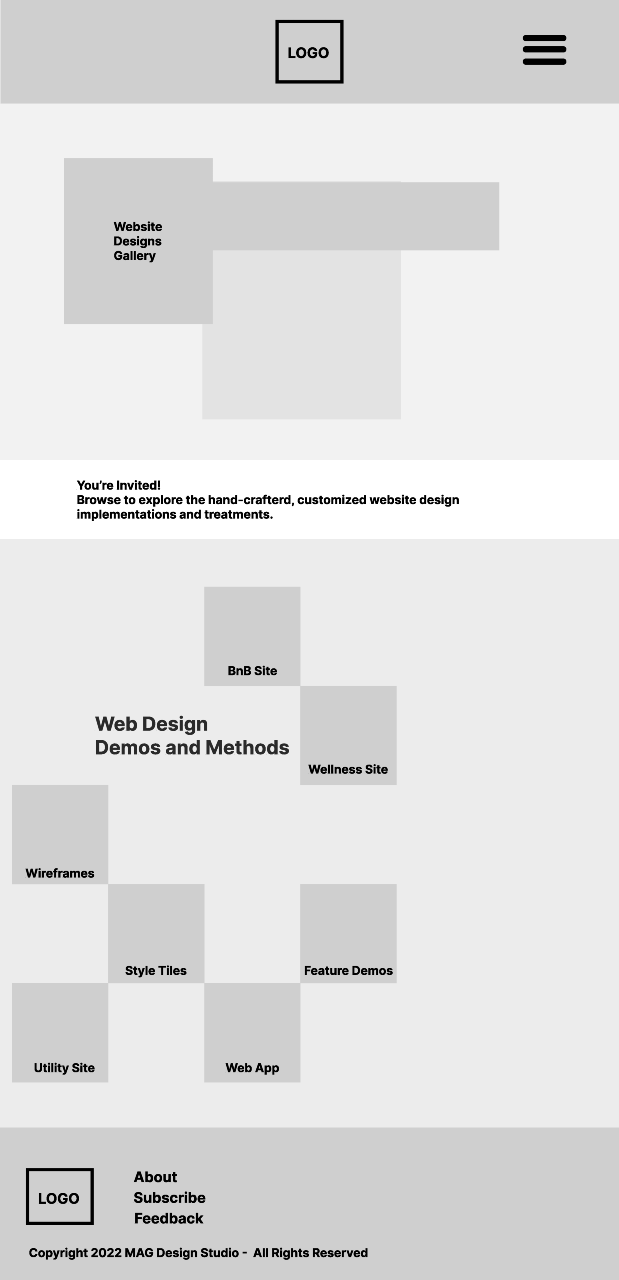 LOGO
Website
Designs
Gallery
You're Invited!
Browse to explore the hand-crafterd, customized website design
implementations and treatments.
BnB Site
Web Design
Demos and Methods
Wellness Site
Wireframes
Style Tiles
Feature Demos
Utility Site
Web App
LOGO
About
Subscribe
Feedback
Copyright 2022 MAG Design Studio - All Rights Reserved